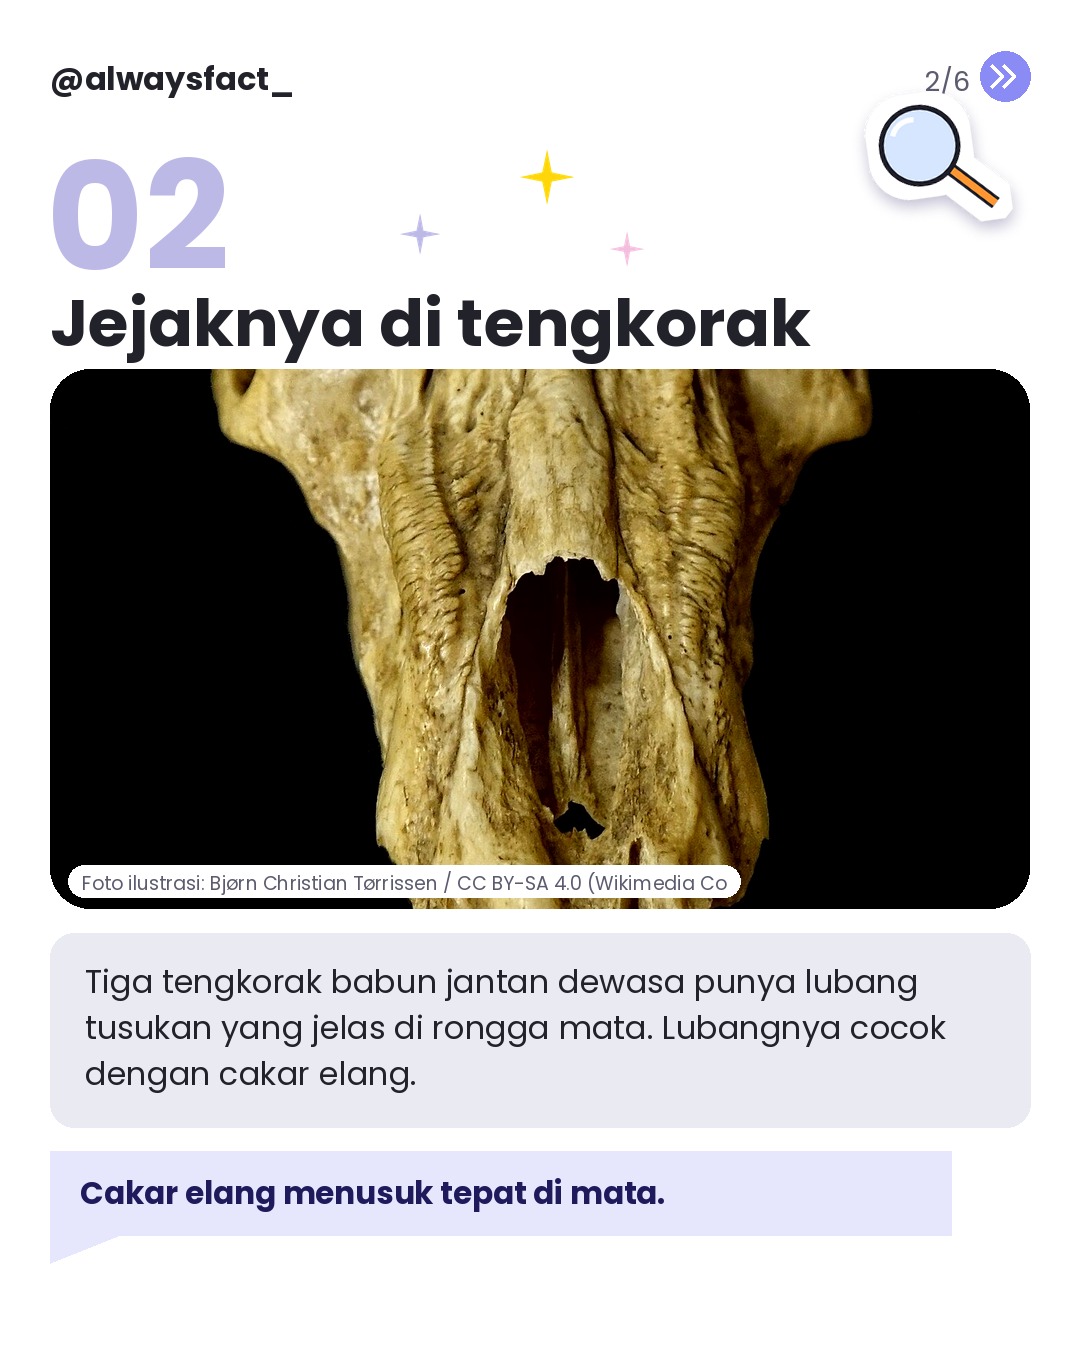 @alwaysfact_
2/6
02
Jejaknya di tengkorak
Foto ilustrasi: Bjørn Christian Tørrissen / CC BY-SA 4.0 (Wikimedia Co
Tiga tengkorak babun jantan dewasa punya lubang
tusukan yang jelas di rongga mata. Lubangnya cocok
dengan cakar elang.
Cakar elang menusuk tepat di mata.